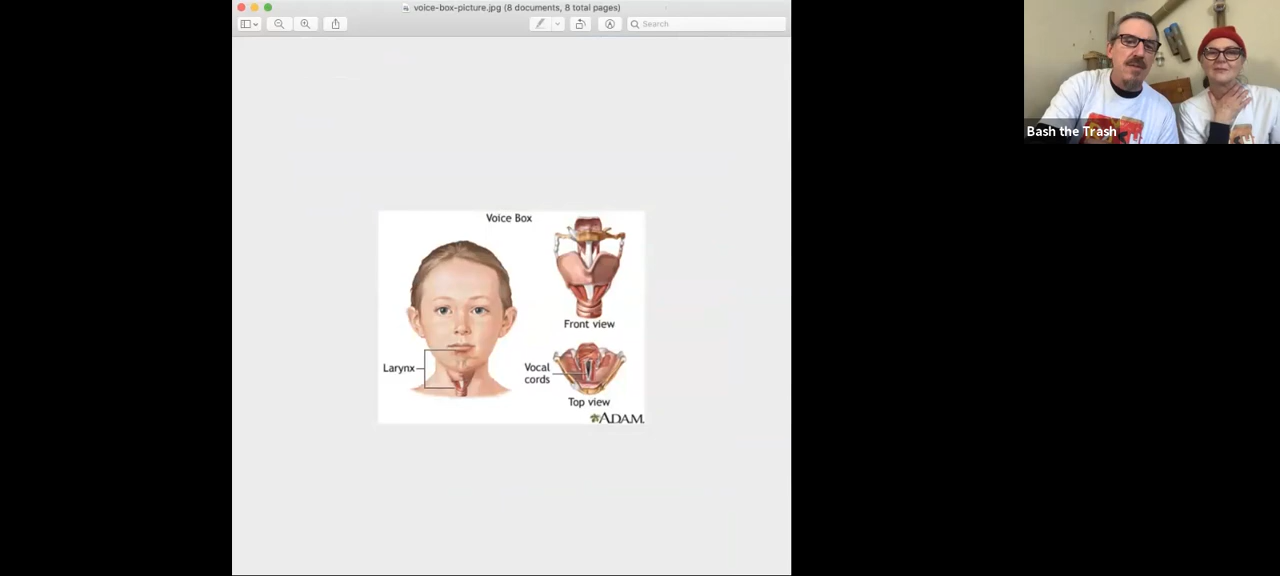 voice-box-picture.jpg (8 documents, 8 total pages)
Search
Bash the Trash
Voice Box
Front view
Larynx
Vocal
cords
Top view
ADAM.